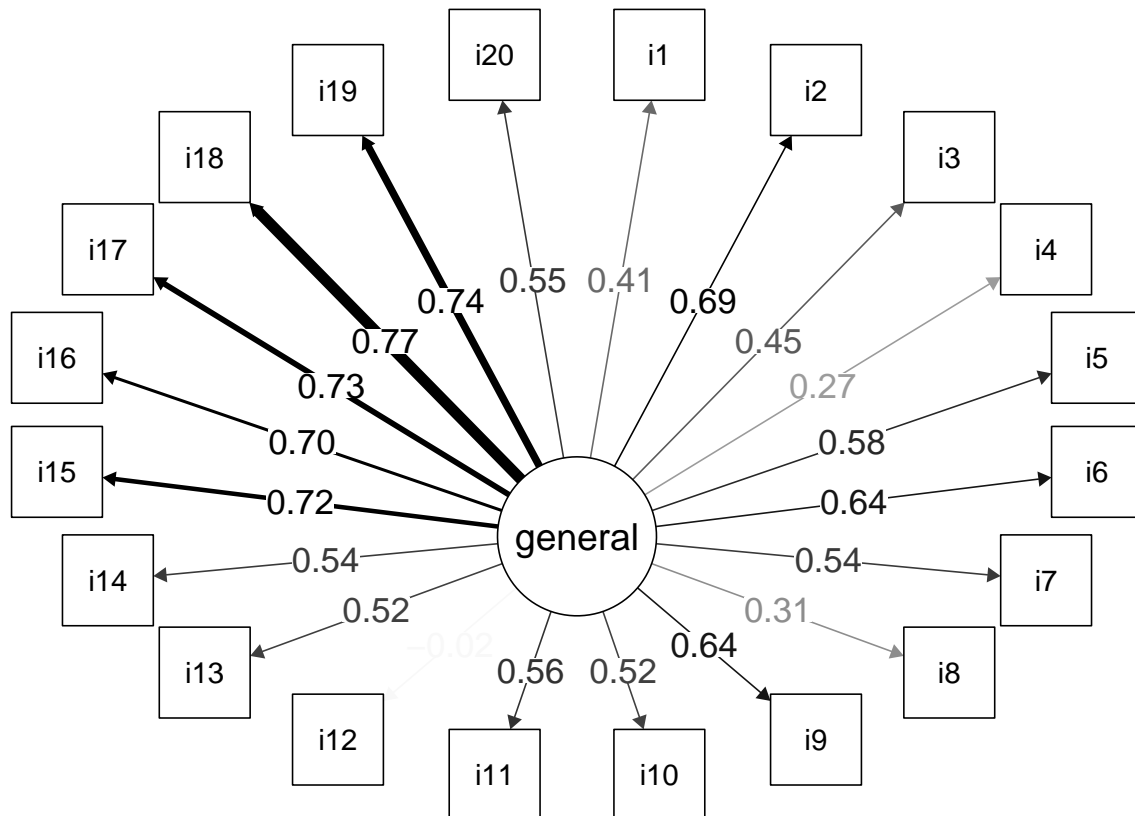 i20
i1
i19
i2
i18
i3
i17
i4
0.55
0.41
0.74
0.69
0.77
0.45
i16
i5
0.73
0.27
0.70
0.58
i15
i6
0.72
0.64
general
0.54
0.54
i14
i7
0.52
0.31
−0.02
0.64
i13
i8
0.56
0.52
i12
i9
i11
i10